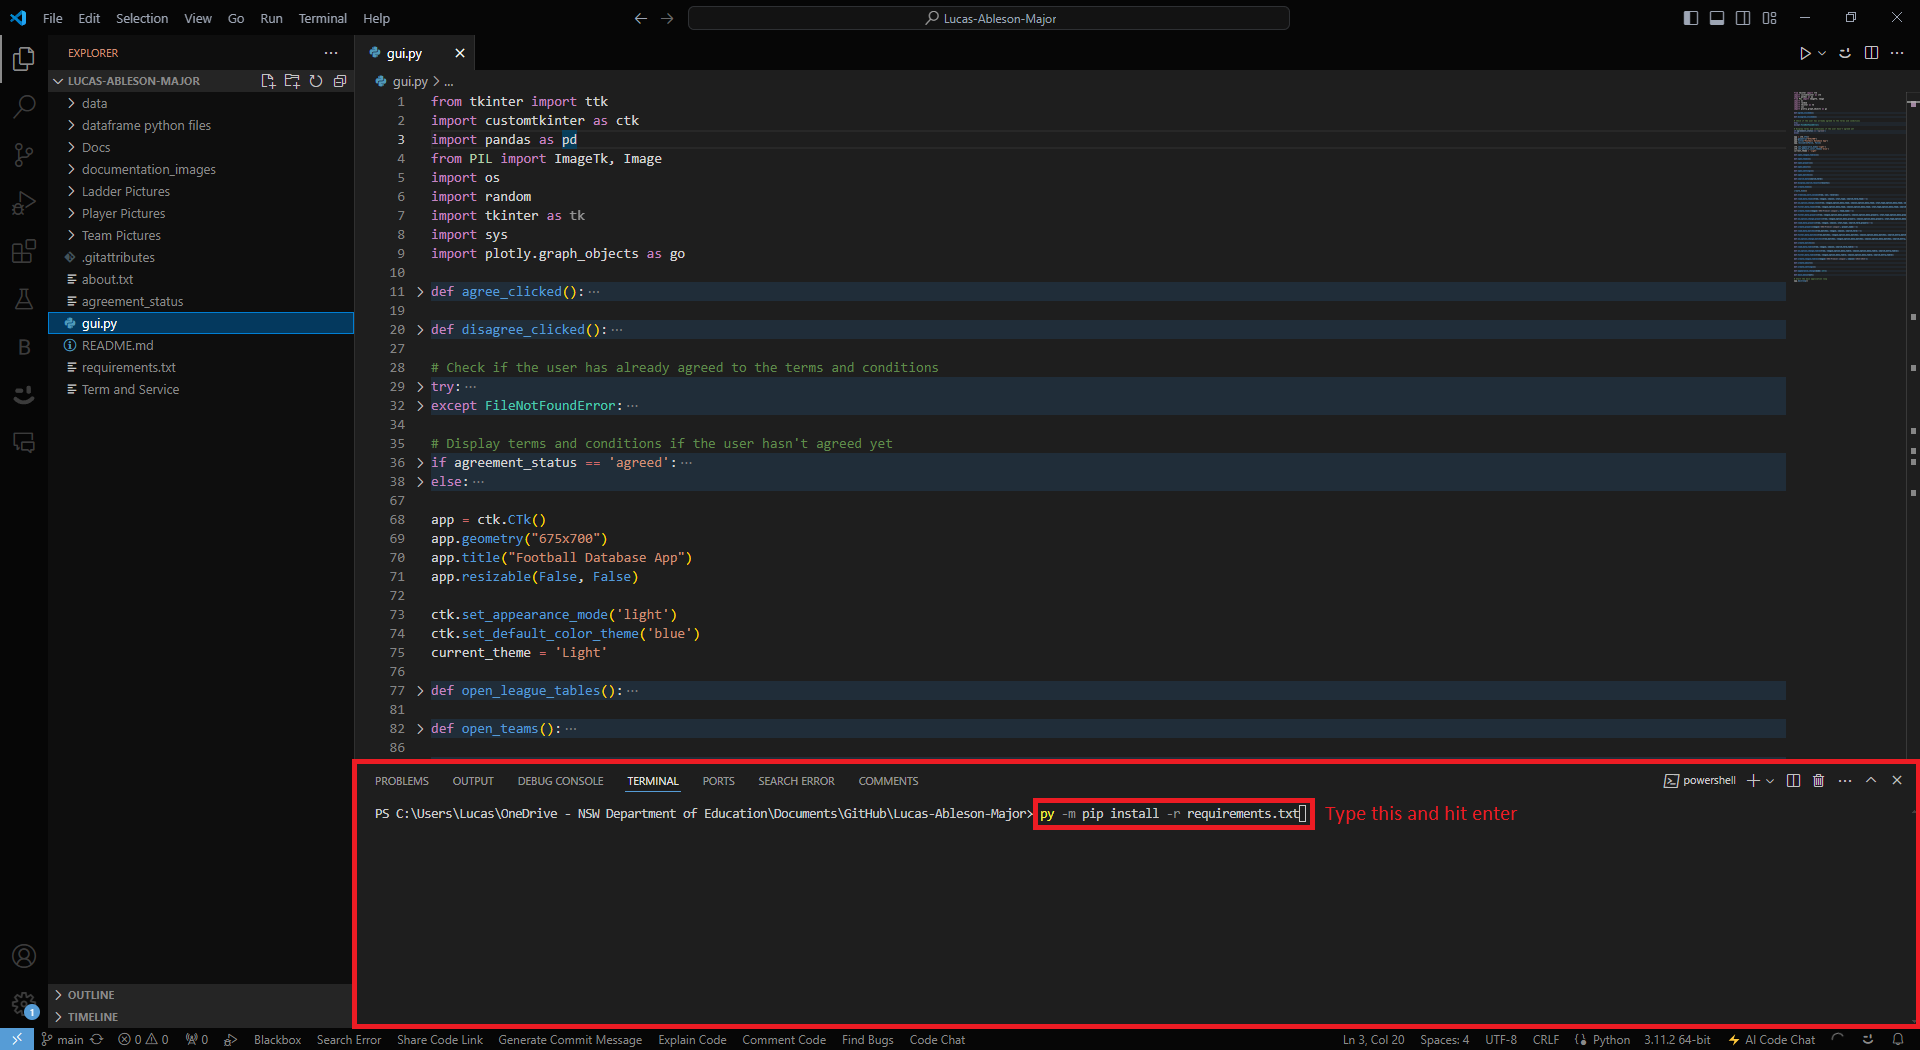 File Edit Selection View Go Run Terminal Help
Lucas-Ableson-Major
EXPLORER
LUCAS-ABLESON-MAJOR
data
dataframe python files
Docs
documentation_images
Ladder Pictures
Player Pictures
Team Pictures
.gitattributes
about.txt
agreement_status
gui.py
README.md
requirements.txt
Term and Service
OUTLINE
TIMELINE
gui.py
gui.py > ...
1 from tkinter import ttk
2 import customtkinter as ctk
3 import pandas as pd
4 from PIL import ImageTk, Image
5 import os
6 import random
7 import tkinter as tk
8 import sys
9 import plotly.graph_objects as go
10
11 def agree_clicked(): ...
19
20 def disagree_clicked(): ...
27
28 # Check if the user has already agreed to the terms and conditions
29 try: ...
32 except FileNotFoundError: ...
34
35 # Display terms and conditions if the user hasn't agreed yet
36 if agreement_status == 'agreed': ...
38 else: ...
67
68 app = ctk.CTk()
69 app.geometry("675x700")
70 app.title("Football Database App")
71 app.resizable(False, False)
72
73 ctk.set_appearance_mode('light')
74 ctk.set_default_color_theme('blue')
75 current_theme = 'Light'
76
77 def open_league_tables(): ...
81
82 def open_teams(): ...
86
PROBLEMS OUTPUT DEBUG CONSOLE TERMINAL PORTS SEARCH ERROR COMMENTS
powershell
PS C:\Users\Lucas\OneDrive - NSW Department of Education\Documents\GitHub\Lucas-Ableson-Major> py -m pip install -r requirements.txt
Type this and hit enter
1
main 0 0 0 Blackbox Search Error Share Code Link Generate Commit Message Explain Code Comment Code Find Bugs Code Chat
Ln 3, Col 20 Spaces: 4 UTF-8 CRLF Python 3.11.2 64-bit AI Code Chat